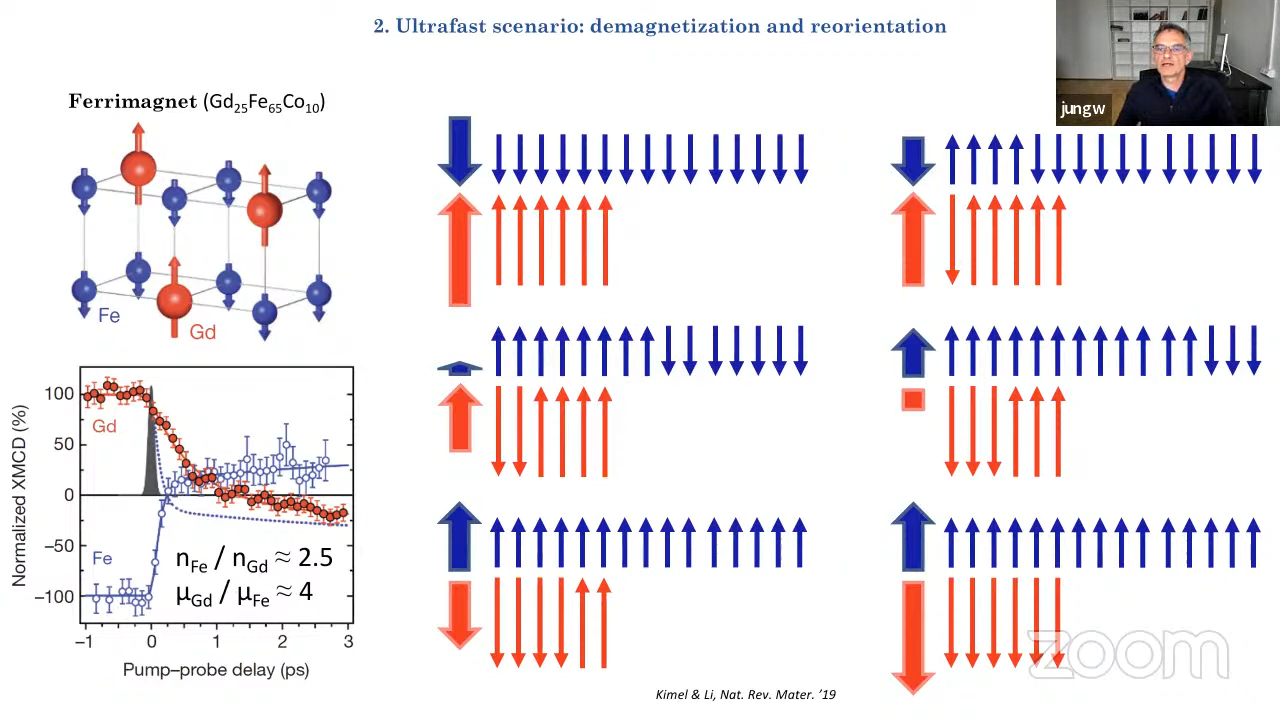 2. Ultrafast scenario: demagnetization and reorientation
jungw
Ferrimagnet (Gd25Fe65Co10)
Fe
Gd
Normalized XMCD (%)
100
50
0
−50
−100
Gd
Fe
nFe / nGd ≈ 2.5
μGd / μFe ≈ 4
−1 0 1 2 3
Pump–probe delay (ps)
Kimel & Li, Nat. Rev. Mater. ’19
zoom